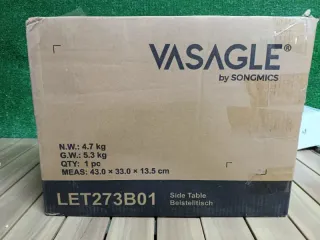 VASAGLE®
by SONGMICS
N.W.: 4.7 kg
G.W.: 5.3 kg
QTY: 1 pc
MEAS: 43.0 × 33.0 × 13.5 cm
LET273B01
Side Table
Beistelltisch